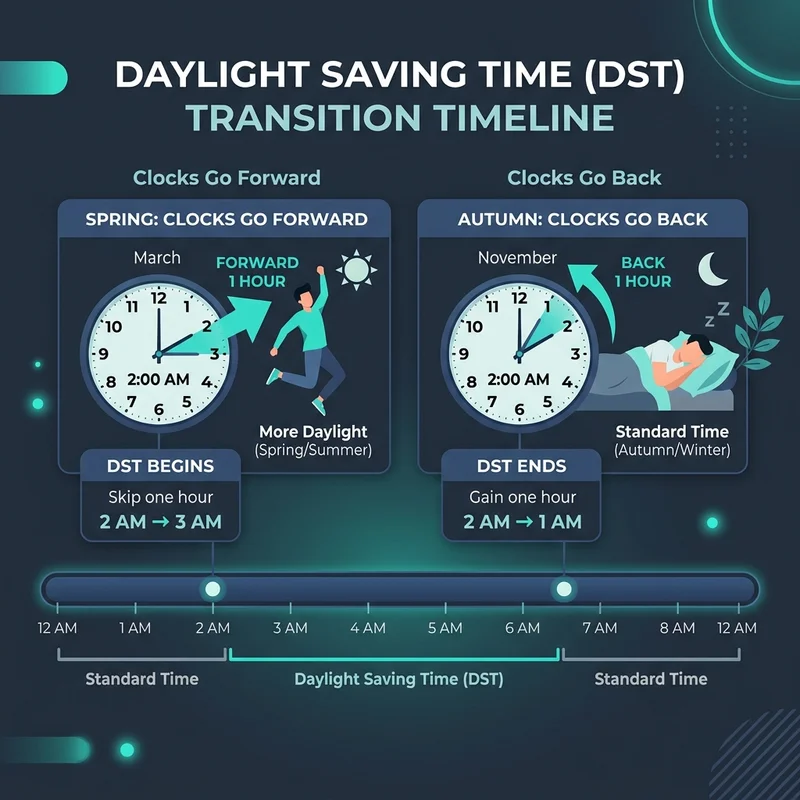 DAYLIGHT SAVING TIME (DST)
TRANSITION TIMELINE
Clocks Go Forward
SPRING: CLOCKS GO FORWARD
March
FORWARD
1 HOUR
12
1
2
3
4
5
6
7
8
9
10
11
2:00 AM
More Daylight
(Spring/Summer)
DST BEGINS
Skip one hour
2 AM → 3 AM
Clocks Go Back
AUTUMN: CLOCKS GO BACK
November
BACK
1 HOUR
z z
12
1
2
3
4
5
6
7
8
9
10
11
2:00 AM
Standard Time
(Autumn/Winter)
DST ENDS
Gain one hour
2 AM → 1 AM
12 AM 1 AM 2 AM 3 AM 4 AM 5 AM 6 AM 7 AM 8 AM 12 AM
Standard Time Daylight Saving Time (DST) Standard Time